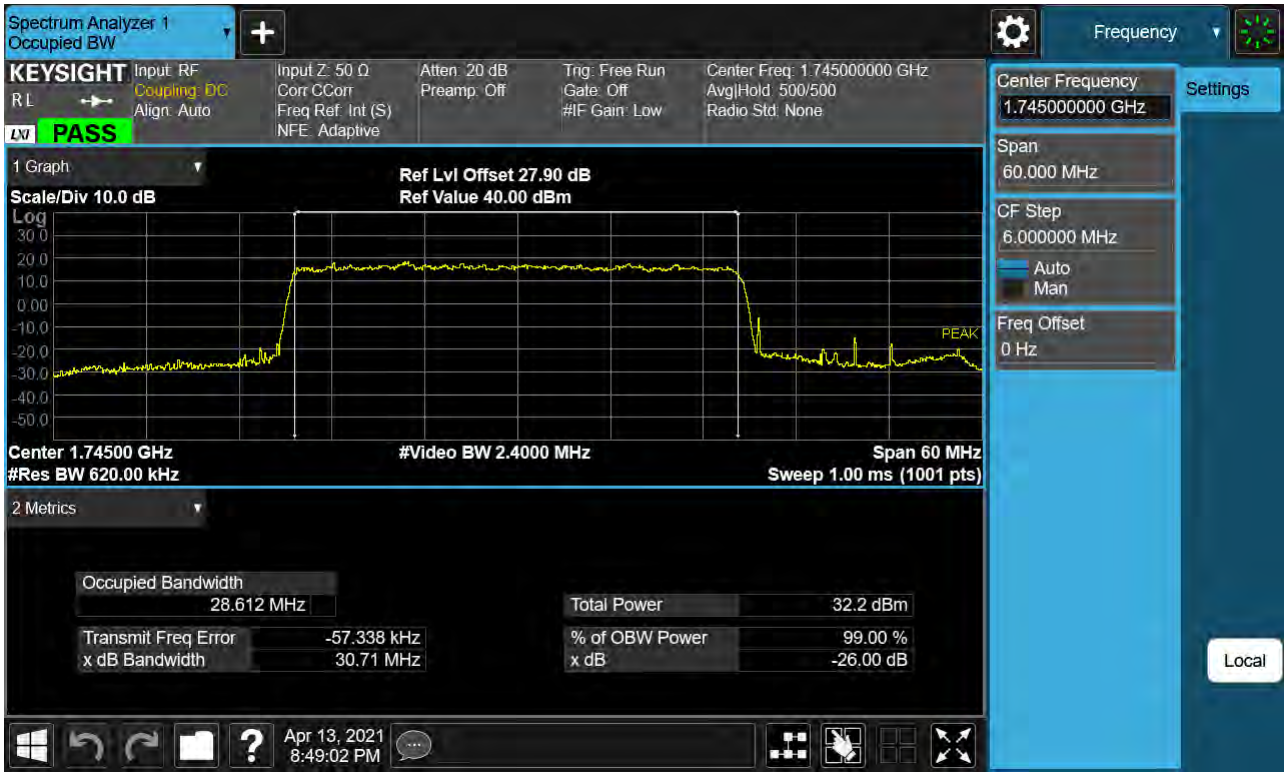 Spectrum Analyzer 1
Occupied BW
+
Frequency
KEYSIGHT
R L
LXI
PASS
Input: RF
Coupling: DC
Align: Auto
Input Z: 50 Ω
Corr CCorr
Freq Ref: Int (S)
NFE: Adaptive
Atten: 20 dB
Preamp: Off
Trig: Free Run
Gate: Off
#IF Gain: Low
Center Freq: 1.745000000 GHz
Avg|Hold: 500/500
Radio Std: None
1 Graph
Scale/Div 10.0 dB
Ref Lvl Offset 27.90 dB
Ref Value 40.00 dBm
Log
30.0
20.0
10.0
0.00
-10.0
-20.0
-30.0
-40.0
-50.0
PEAK
Center 1.74500 GHz
#Video BW 2.4000 MHz
Span 60 MHz
#Res BW 620.00 kHz
Sweep 1.00 ms (1001 pts)
2 Metrics
Occupied Bandwidth
28.612 MHz
Total Power 32.2 dBm
Transmit Freq Error -57.338 kHz
% of OBW Power 99.00 %
x dB Bandwidth 30.71 MHz
x dB -26.00 dB
Center Frequency
1.745000000 GHz
Span
60.000 MHz
CF Step
6.000000 MHz
Auto
Man
Freq Offset
0 Hz
Settings
Local
?
Apr 13, 2021
8:49:02 PM